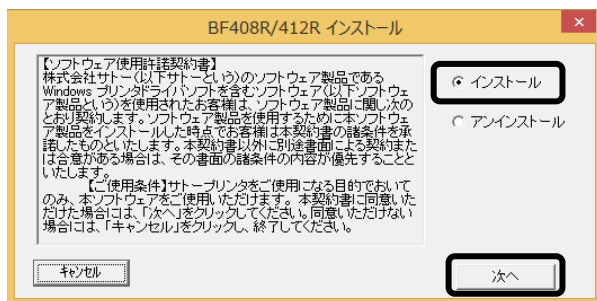 BF408R/412R インストール
×
【ソフトウェア使用許諾契約書】
株式会社サトー(以下サトーという)のソフトウェア製品である
Windows プリンタドライバソフトを含むソフトウェア(以下ソフトウェ
ア製品という)を使用されたお客様は、ソフトウェア製品に関し次の
とおり契約します。ソフトウェア製品を使用するために本ソフトウェ
ア製品をインストールした時点でお客様は本契約書の諸条件を承
諾したものといたします。本契約書以外に別途書面による契約また
は合意がある場合は、その書面の諸条件の内容が優先することと
いたします。
【ご使用条件】サトープリンタをご使用になる目的でおいて
のみ、本ソフトウェアをご使用いただけます。 本契約書に同意いた
だけた場合には、「次へ」をクリックしてください。同意いただけない
場合には、「キャンセル」をクリックし、終了してください。
インストール
アンインストール
キャンセル
次へ